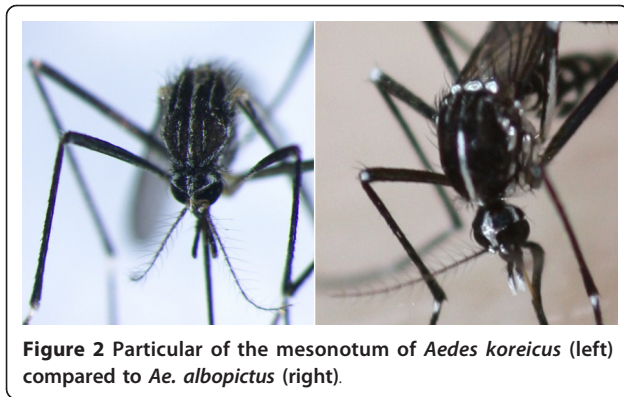 Figure 2 Particular of the mesonotum of Aedes koreicus (left)
compared to Ae. albopictus (right).